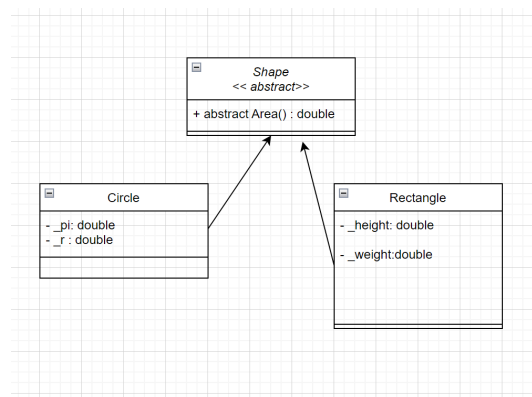 Shape
<< abstract>>
+ abstract Area() : double
Circle
- _pi: double
- _r : double
Rectangle
- _height: double
- _weight:double